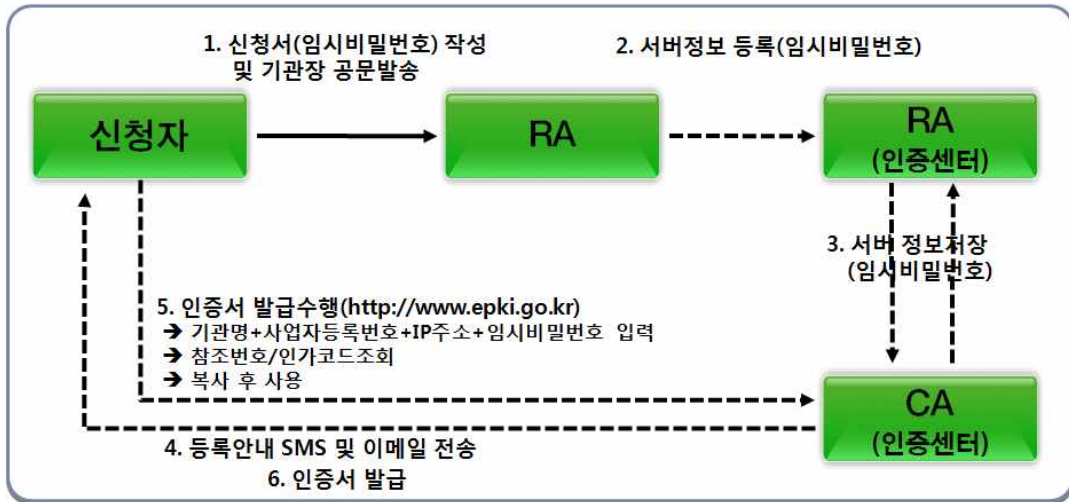 1. 신청서(임시비밀번호) 작성
및 기관장 공문발송
2. 서버정보 등록(임시비밀번호)
신청자
RA
RA
(인증센터)
3. 서버 정보저장
(임시비밀번호)
5. 인증서 발급수행(http://www.epki.go.kr)
➔ 기관명+사업자등록번호+IP주소+임시비밀번호 입력
➔ 참조번호/인가코드조회
➔ 복사 후 사용
CA
(인증센터)
4. 등록안내 SMS 및 이메일 전송
6. 인증서 발급